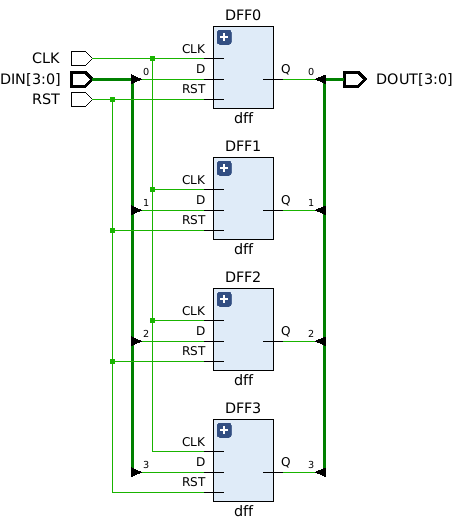 DFF0
CLK
CLK
DIN[3:0]
0
D
Q
0
DOUT[3:0]
RST
RST
dff
DFF1
CLK
1
D
Q
1
RST
dff
DFF2
CLK
2
D
Q
2
RST
dff
DFF3
CLK
3
D
Q
3
RST
dff